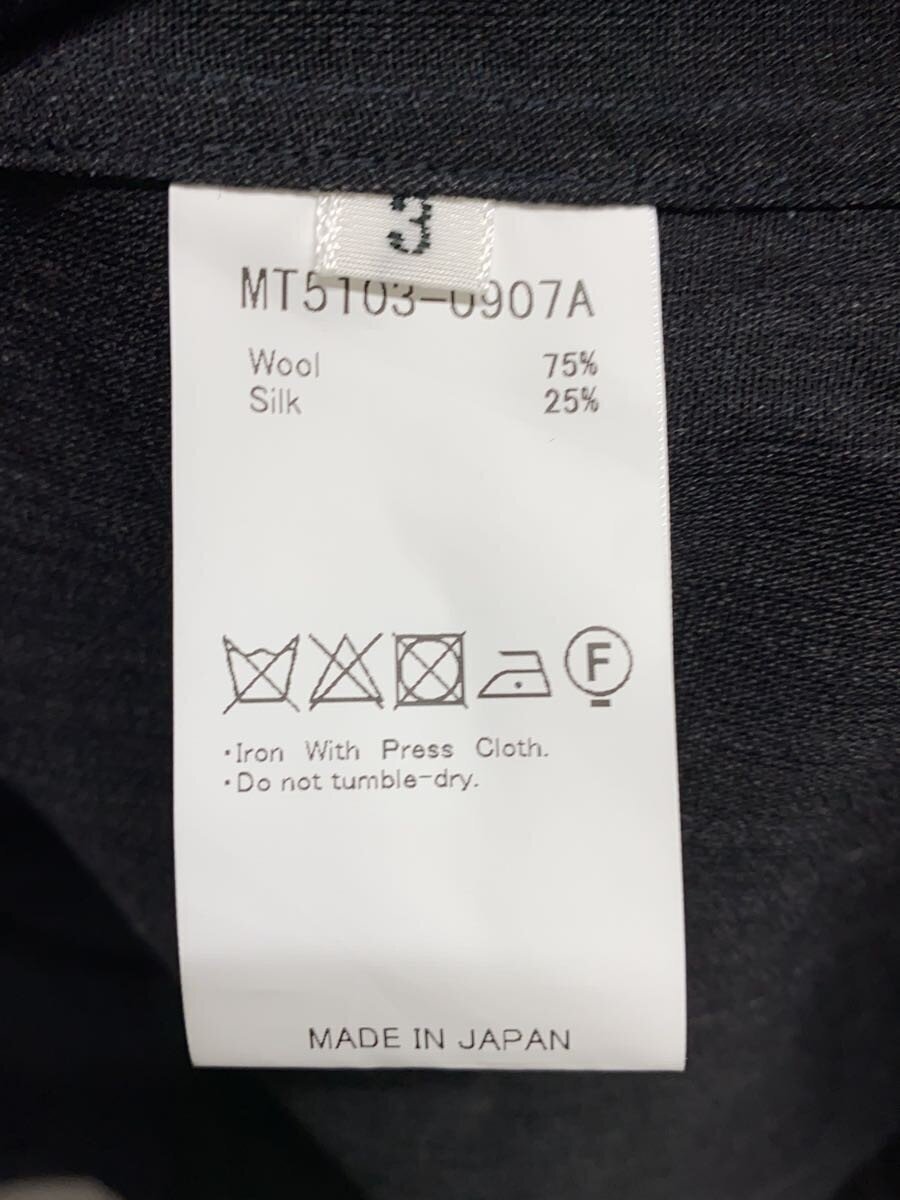 3
MT5103-0907A
Wool 75%
Silk 25%
F
・Iron With Press Cloth.
・Do not tumble-dry.
MADE IN JAPAN